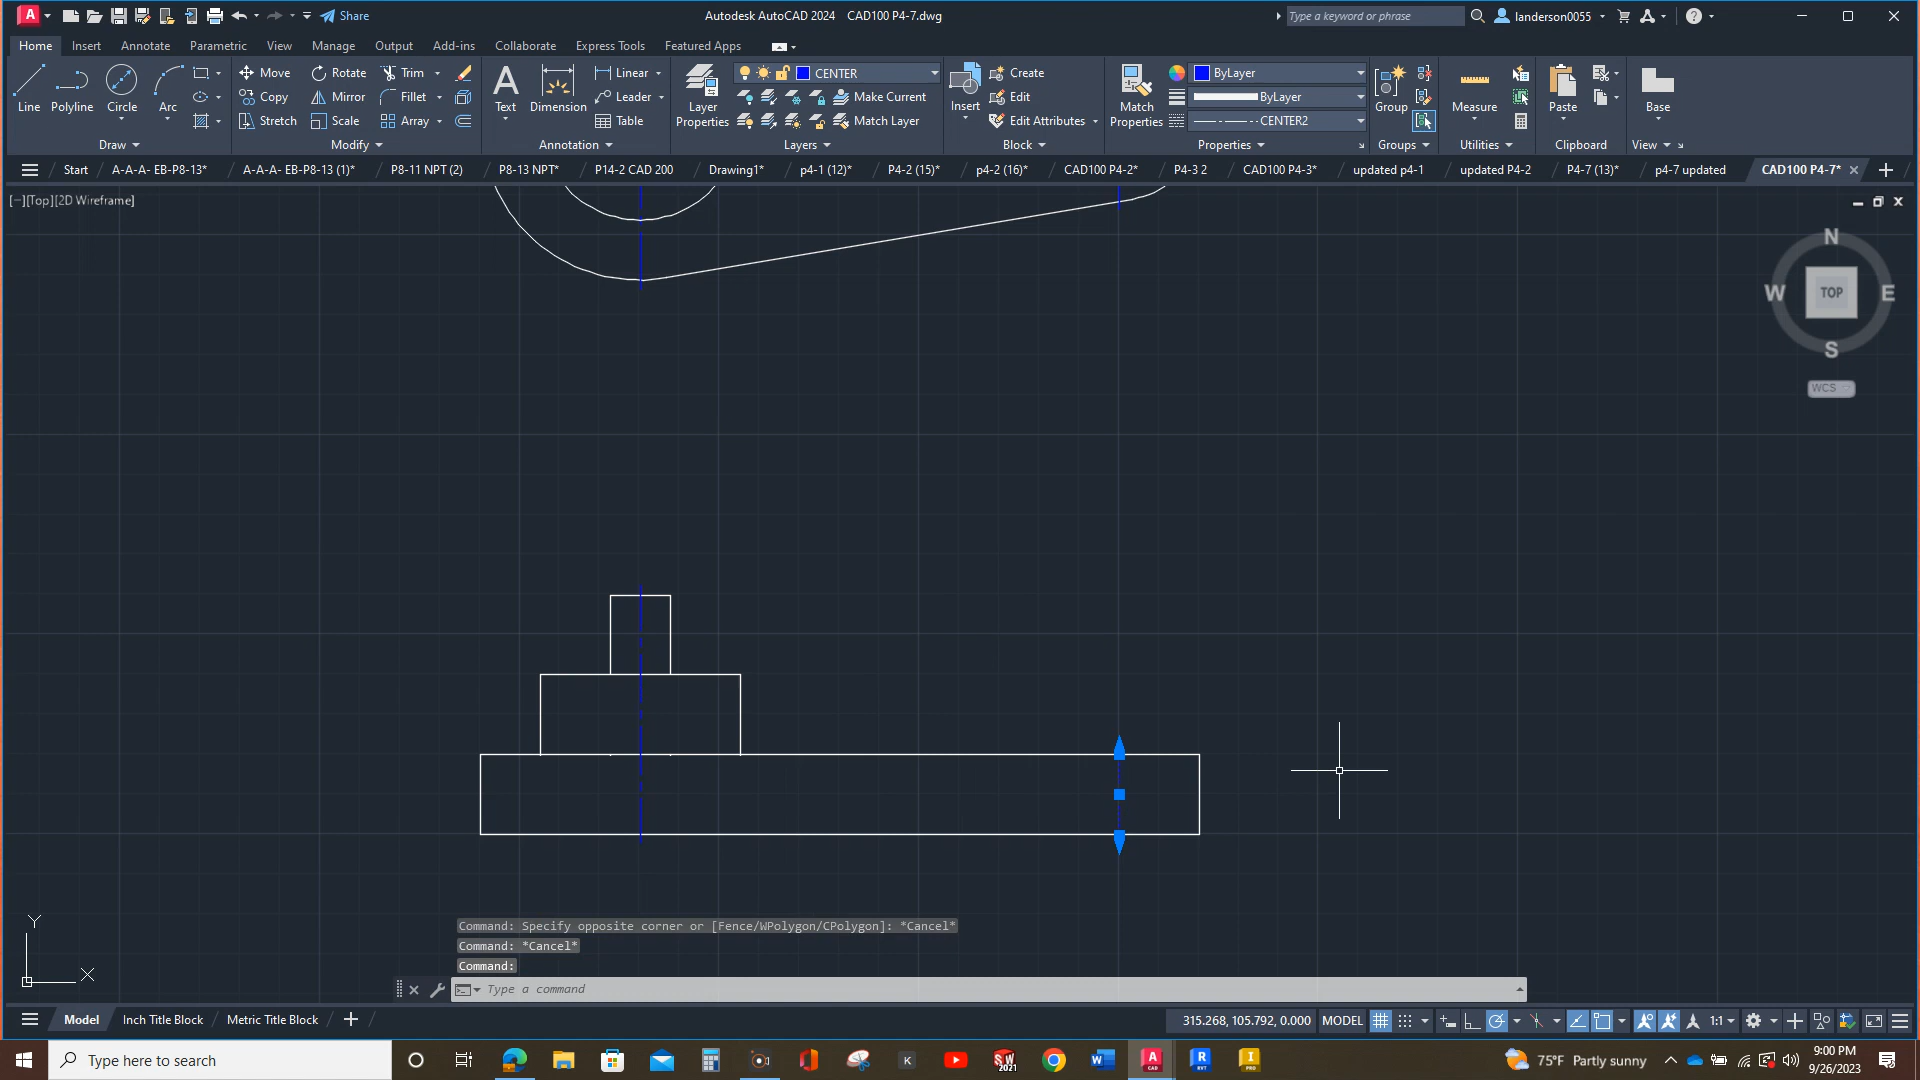 A Share Autodesk AutoCAD 2024 CAD100 P4-7.dwg Type a keyword or phrase landerson0055
Home Insert Annotate Parametric View Manage Output Add-ins Collaborate Express Tools Featured Apps
Line Polyline Circle Arc
Move Rotate Trim
Copy Mirror Fillet
Stretch Scale Array
Text Dimension
Linear
Leader
Table
Layer Properties
CENTER
Make Current
Match Layer
Insert
Create
Edit
Edit Attributes
Match Properties
ByLayer
ByLayer
CENTER2
Group
Measure
Paste
Base
Draw Modify Annotation Layers Block Properties Groups Utilities Clipboard View
Start A-A-A- EB-P8-13* A-A-A- EB-P8-13 (1)* P8-11 NPT (2) P8-13 NPT* P14-2 CAD 200 Drawing1* p4-1 (12)* P4-2 (15)* p4-2 (16)* CAD100 P4-2* P4-3 2 CAD100 P4-3* updated p4-1 updated P4-2 P4-7 (13)* p4-7 updated CAD100 P4-7*
[−][Top][2D Wireframe]
N
W TOP E
S
WCS
Y
X
Command: Specify opposite corner or [Fence/WPolygon/CPolygon]: *Cancel*
Command: *Cancel*
Command:
Type a command
Model Inch Title Block Metric Title Block
315.268, 105.792, 0.000 MODEL 1:1
Type here to search
K
SW 2021
W
A CAD
R RVT
I PRO
75°F Partly sunny
9:00 PM
9/26/2023